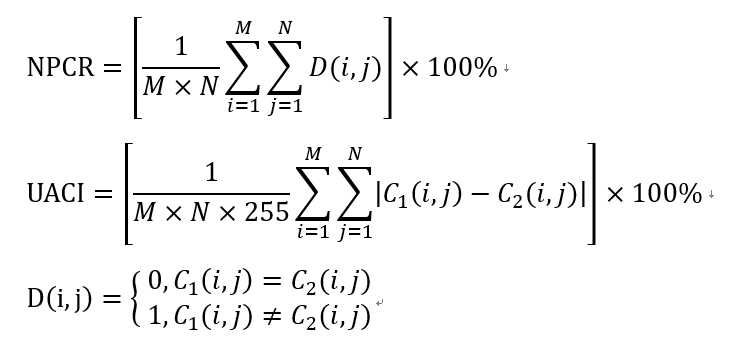 NPCR = [1/(M × N) ∑_{i=1}^{M} ∑_{j=1}^{N} D(i,j)] × 100% ↓
UACI = [1/(M × N × 255) ∑_{i=1}^{M} ∑_{j=1}^{N} |C₁(i,j) − C₂(i,j)|] × 100% ↓
D(i,j) = { 0, C₁(i,j) = C₂(i,j)
1, C₁(i,j) ≠ C₂(i,j) ↵